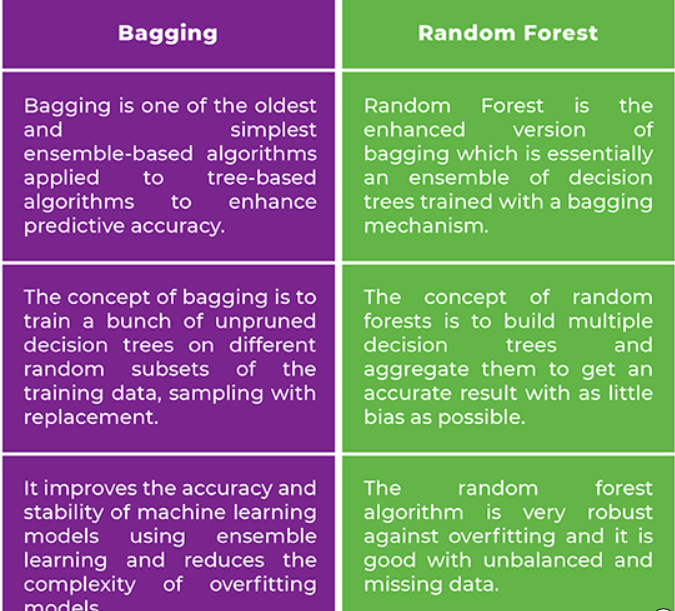 Bagging
Random Forest
Bagging is one of the oldest
and simplest
ensemble-based algorithms
applied to tree-based
algorithms to enhance
predictive accuracy.
Random Forest is the
enhanced version of
bagging which is essentially
an ensemble of decision
trees trained with a bagging
mechanism.
The concept of bagging is to
train a bunch of unpruned
decision trees on different
random subsets of the
training data, sampling with
replacement.
The concept of random
forests is to build multiple
decision trees and
aggregate them to get an
accurate result with as little
bias as possible.
It improves the accuracy and
stability of machine learning
models using ensemble
learning and reduces the
complexity of overfitting
models.
The random forest
algorithm is very robust
against overfitting and it is
good with unbalanced and
missing data.